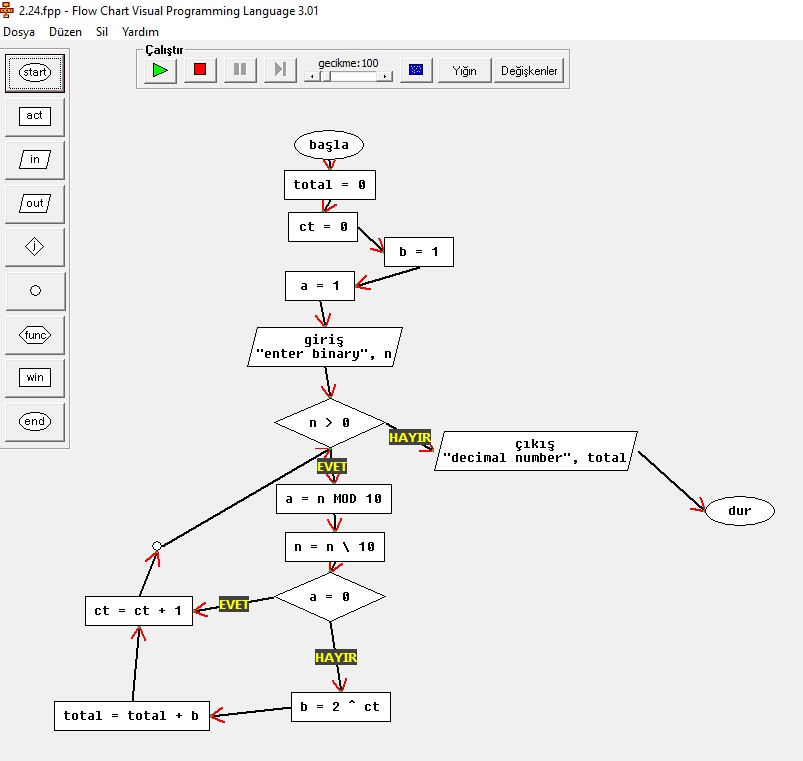 2.24.fpp - Flow Chart Visual Programming Language 3.01
Dosya Düzen Sil Yardım
Çalıştır
gecikme:100
Yığın
Değişkenler
start
act
in
out
j
func
win
end
başla
total = 0
ct = 0
b = 1
a = 1
giriş
"enter binary", n
n > 0
HAYIR
çıkış
"decimal number", total
dur
EVET
a = n MOD 10
n = n \ 10
a = 0
EVET
ct = ct + 1
HAYIR
b = 2 ^ ct
total = total + b